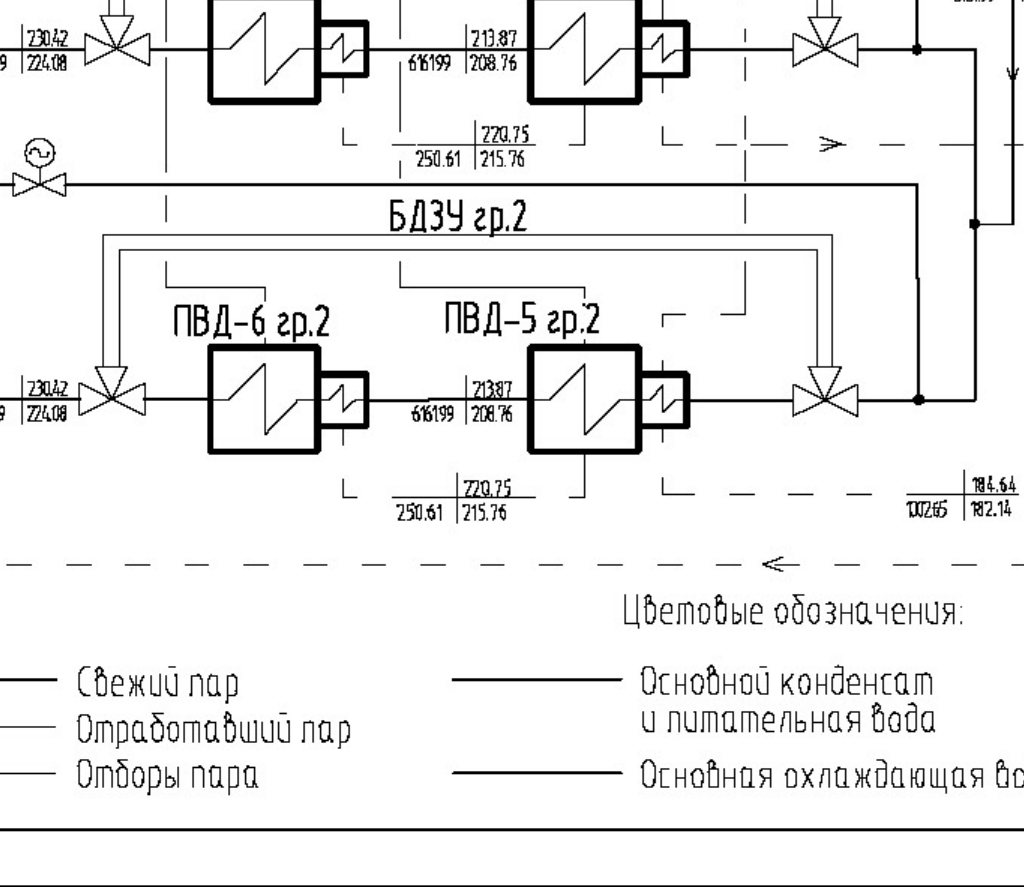 230.42 213.87
224.08 616199 208.76
220.75
250.61 215.76
БДЗУ гр.2
ПВД-6 гр.2 ПВД-5 гр.2
230.42 213.87
224.08 616199 208.76
220.75 184.64
250.61 215.76 100265 182.14
Цветовые обозначения:
Свежий пар Основной конденсат
Отработавший пар и питательная вода
Отборы пара Основная охлаждающая во